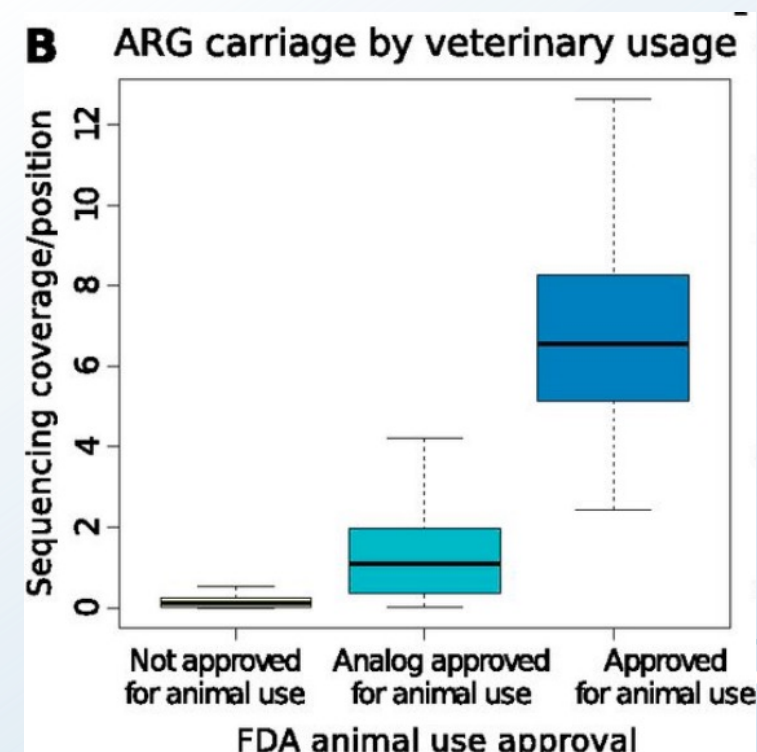 B ARG carriage by veterinary usage
Sequencing coverage/position
12
10
8
6
4
2
0
Not approved for animal use
Analog approved for animal use
Approved for animal use
FDA animal use approval